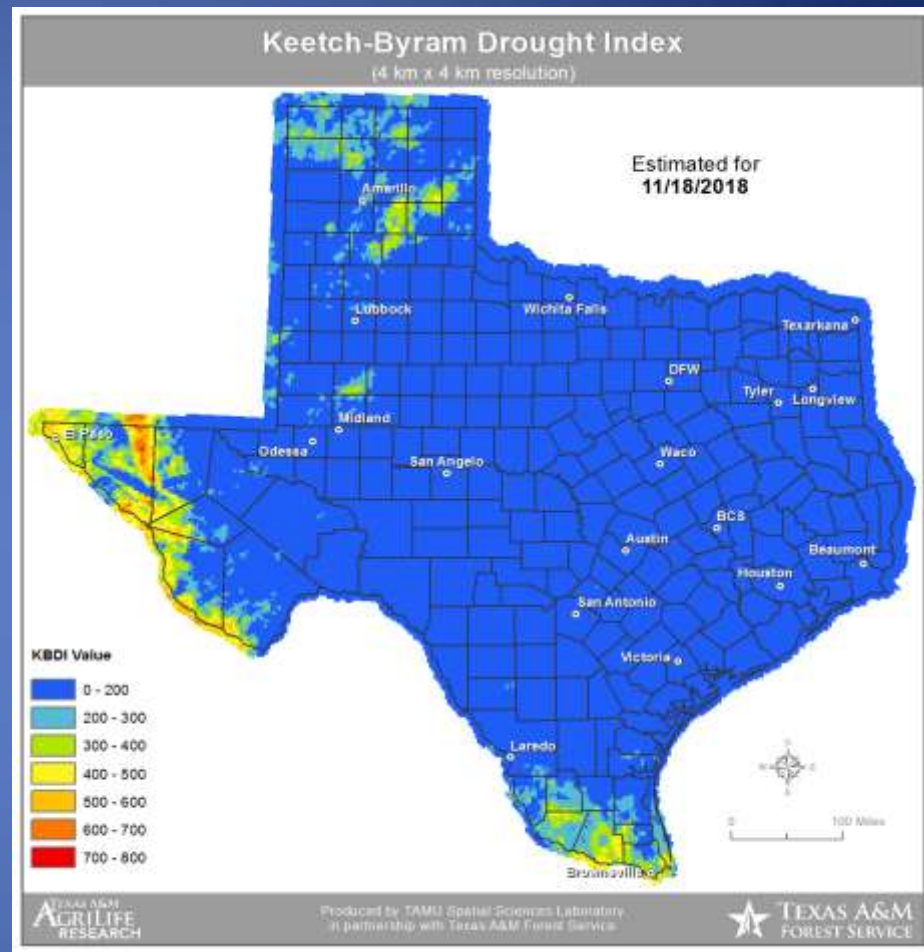 Keetch-Byram Drought Index
(4 km x 4 km resolution)
Estimated for
11/18/2018
Amarillo
Lubbock
Wichita Falls
Texarkana
DFW
Tyler
Longview
Midland
El Paso
Odessa
San Angelo
Waco
BCS
Austin
Beaumont
Houston
San Antonio
Victoria
Laredo
Brownsville
KBDI Value
0 - 200
200 - 300
300 - 400
400 - 500
500 - 600
600 - 700
700 - 800
0 100 Miles
TEXAS A&M
AGRILIFE
RESEARCH
Produced by TAMU Spatial Sciences Laboratory
in partnership with Texas A&M Forest Service
TEXAS A&M
FOREST SERVICE